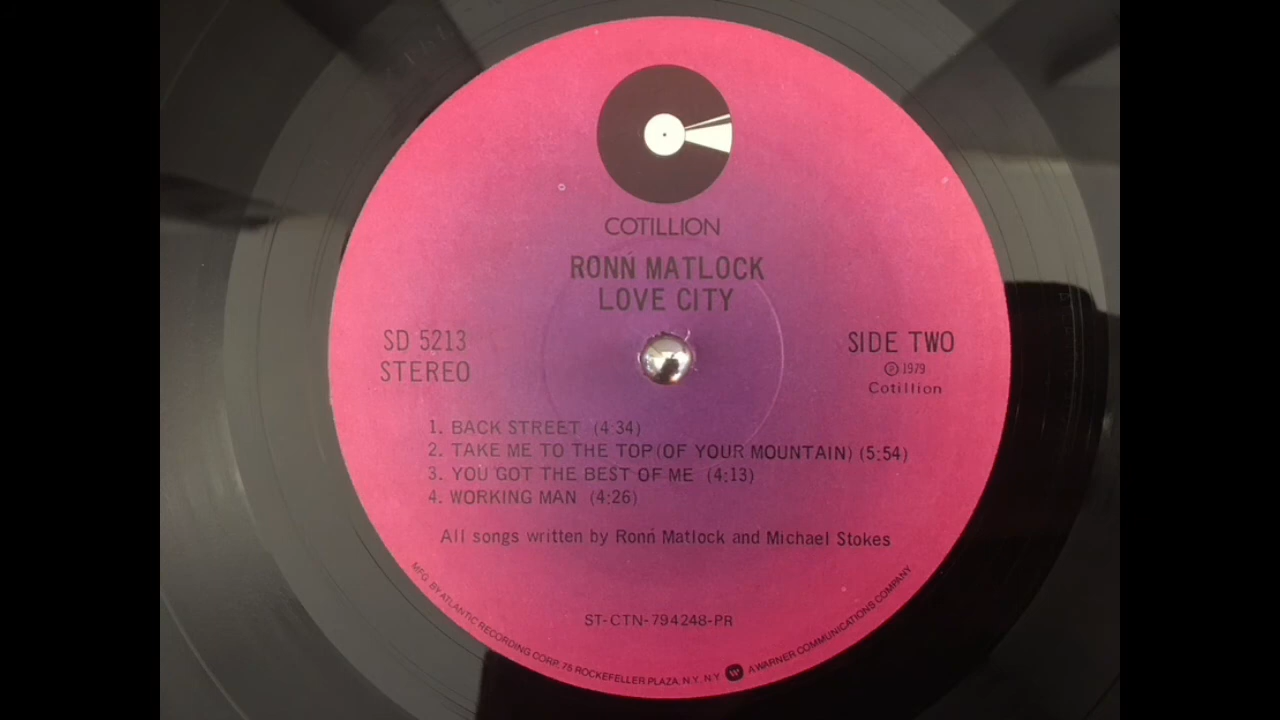 COTILLION
RONŃ MATLOCK
LOVE CITY
SD 5213
STEREO
SIDE TWO
Ⓟ 1979
Cotillion
1. BACK STREET (4:34)
2. TAKE ME TO THE TOP (OF YOUR MOUNTAIN) (5:54)
3. YOU GOT THE BEST OF ME (4:13)
4. WORKING MAN (4:26)
All songs written by Ronń Matlock and Michael Stokes
ST-CTN-794248-PR
MFG. BY ATLANTIC RECORDING CORP., 75 ROCKEFELLER PLAZA, N.Y., N.Y. W A WARNER COMMUNICATIONS COMPANY